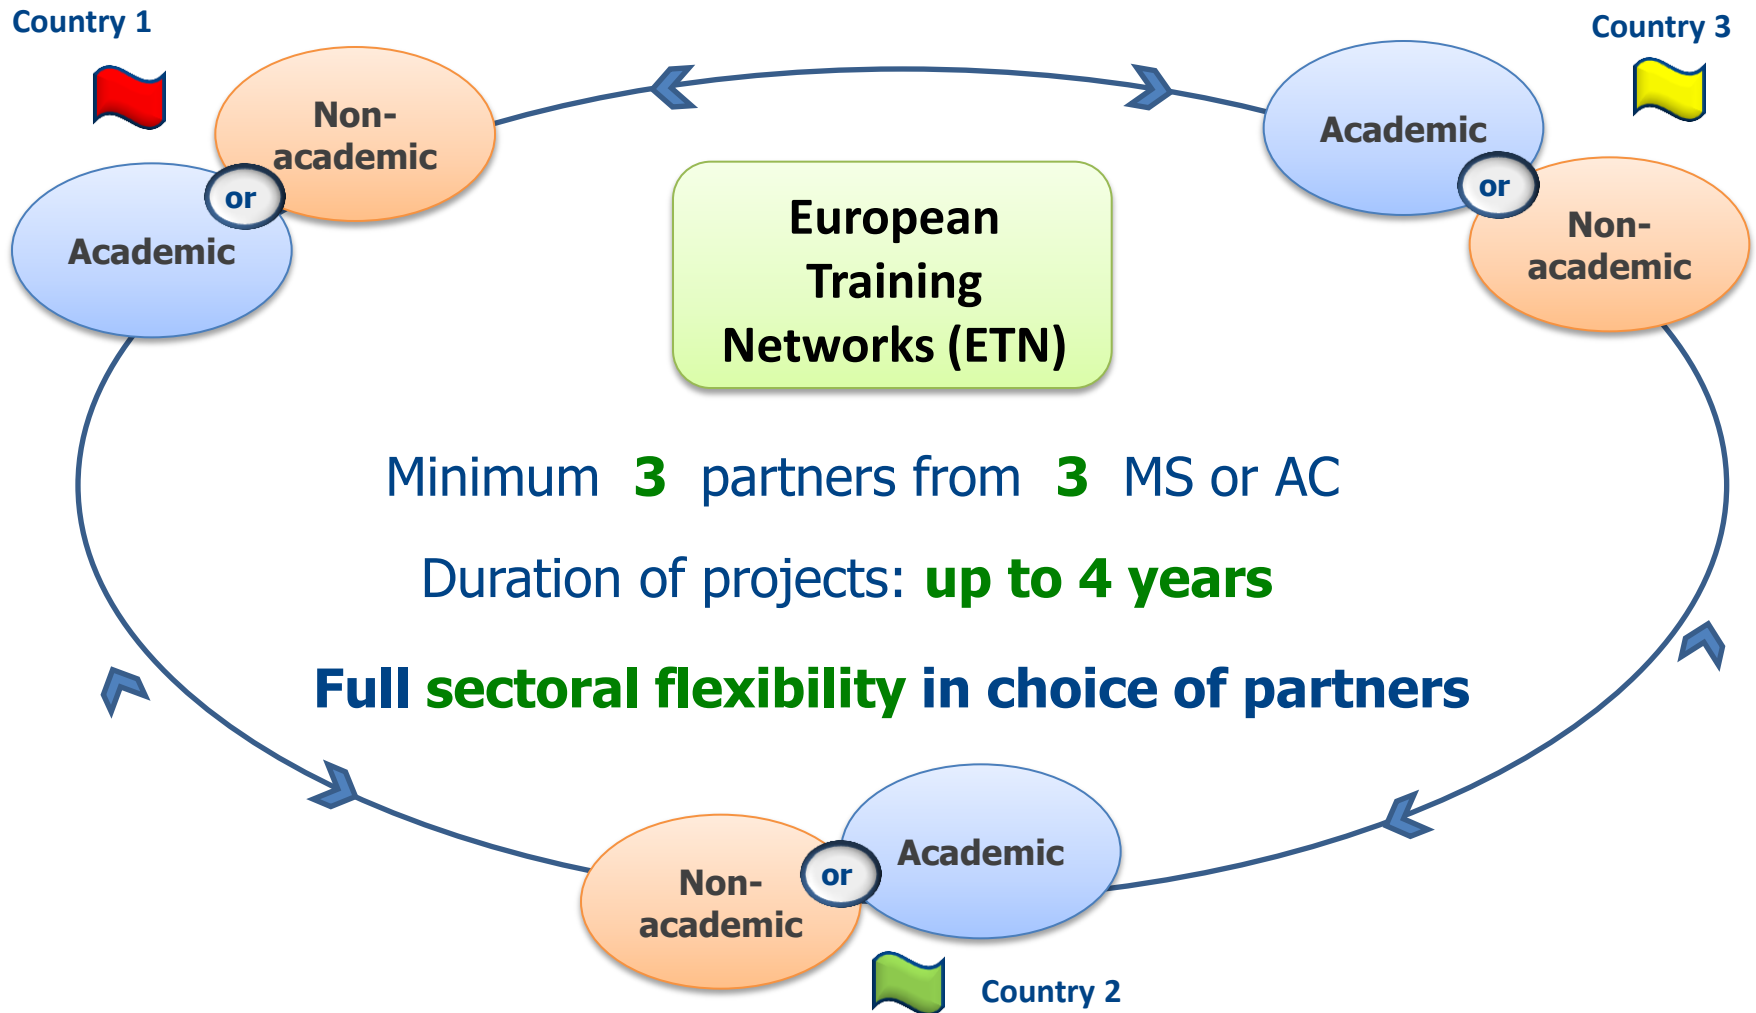 Country 1
Country 3
Non-
academic
or
Academic
Academic
or
Non-
academic
European
Training
Networks (ETN)
Minimum 3 partners from 3 MS or AC
Duration of projects: up to 4 years
Full sectoral flexibility in choice of partners
Non-
academic
or
Academic
Country 2